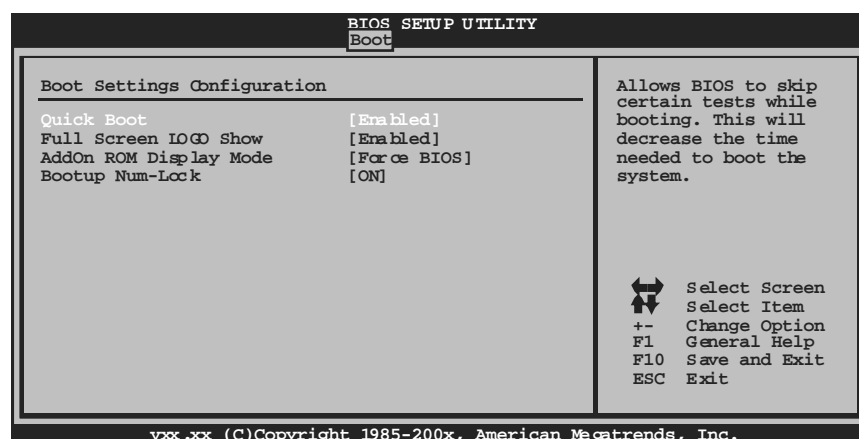 BIOS SETUP UTILITY
Boot
Boot Settings Configuration
Quick Boot [Enabled]
Full Screen LOGO Show [Enabled]
AddOn ROM Display Mode [Force BIOS]
Bootup Num-Lock [ON]
Allows BIOS to skip
certain tests while
booting. This will
decrease the time
needed to boot the
system.
Select Screen
Select Item
+- Change Option
F1 General Help
F10 Save and Exit
ESC Exit
vxx.xx (C)Copyright 1985-200x, American Megatrends, Inc.